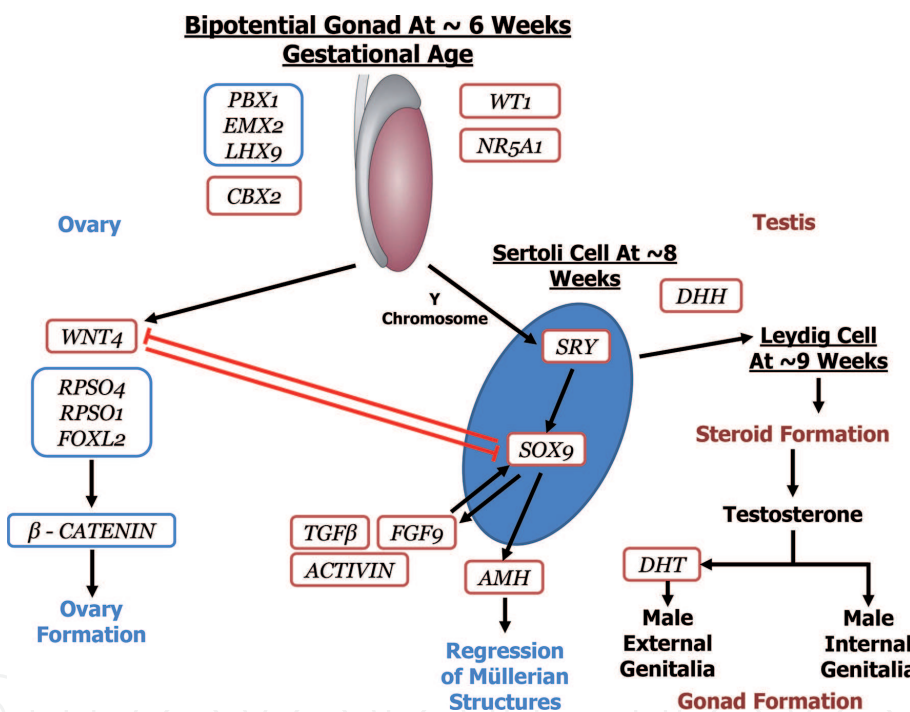 Bipotential Gonad At ~ 6 Weeks
Gestational Age
PBX1
EMX2
LHX9
CBX2
WT1
NR5A1
Ovary
Testis
Sertoli Cell At ~8
Weeks
DHH
Y
Chromosome
WNT4
SRY
Leydig Cell
At ~9 Weeks
RPSO4
RPSO1
FOXL2
SOX9
Steroid Formation
β - CATENIN
TGFβ
FGF9
ACTIVIN
AMH
Testosterone
DHT
Ovary
Formation
Male
External
Genitalia
Male
Internal
Genitalia
Regression
of Müllerian
Structures
Gonad Formation